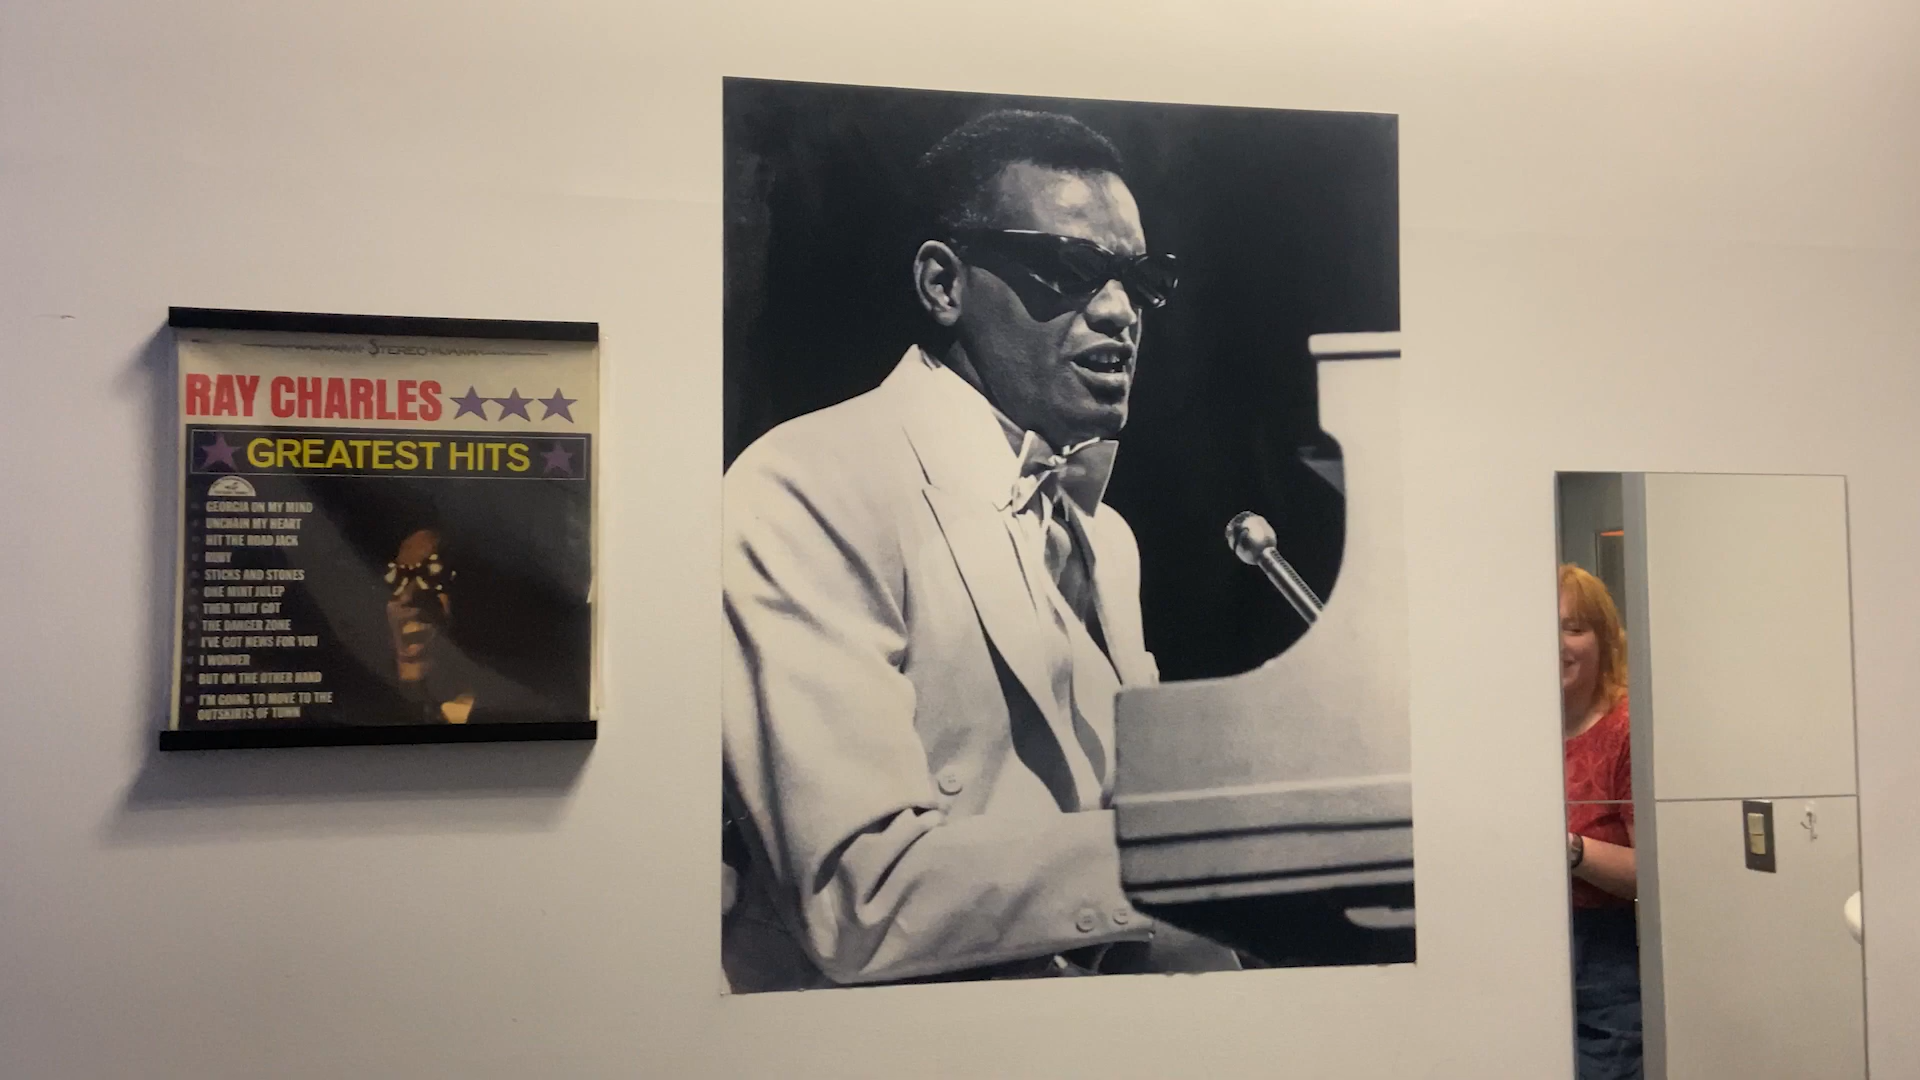 STEREO
RAY CHARLES
GREATEST HITS
GEORGIA ON MY MIND
UNCHAIN MY HEART
HIT THE ROAD JACK
RUBY
STICKS AND STONES
ONE MINT JULEP
THEM THAT GOT
THE DANGER ZONE
I'VE GOT NEWS FOR YOU
I WONDER
BUT ON THE OTHER HAND
I'M GOING TO MOVE TO THE
OUTSKIRTS OF TOWN